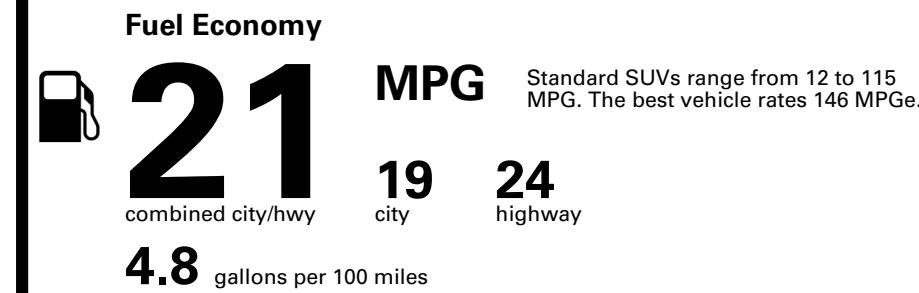 Fuel Economy
21 MPG
Standard SUVs range from 12 to 115
MPG. The best vehicle rates 146 MPGe.
19 24
combined city/hwy city highway
4.8 gallons per 100 miles